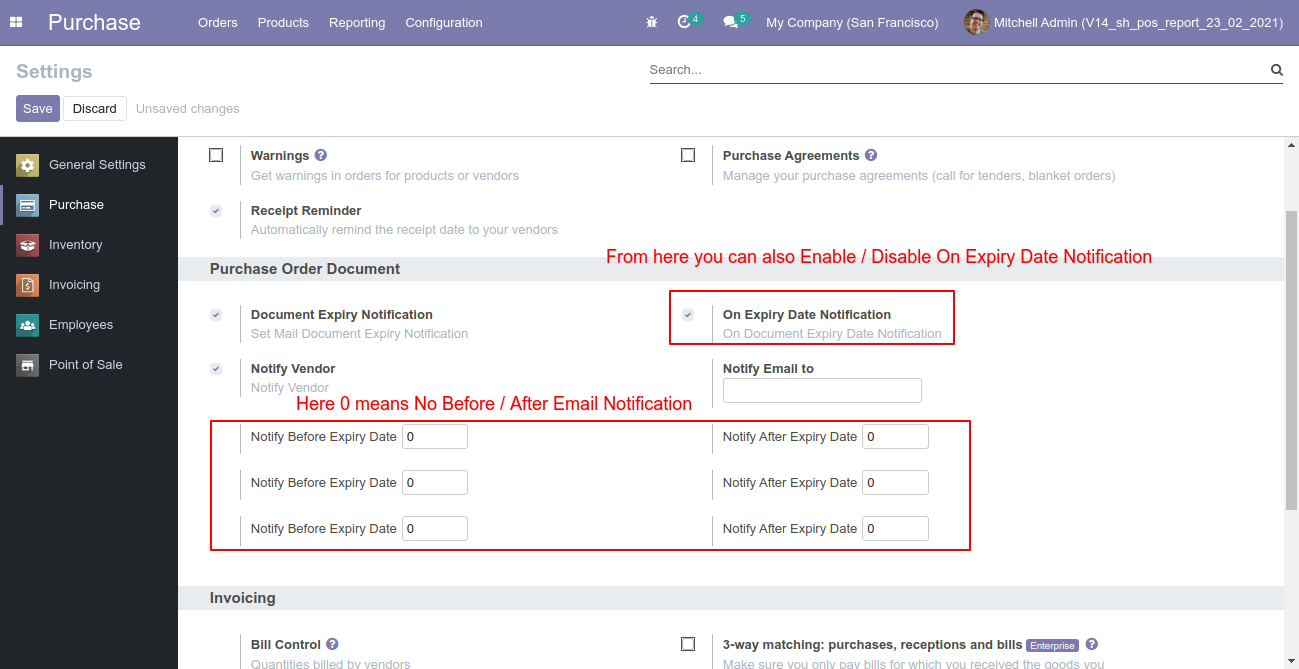 Purchase Orders Products Reporting Configuration 4 5 My Company (San Francisco) Mitchell Admin (V14_sh_pos_report_23_02_2021)
Settings Search...
Save Discard Unsaved changes
General Settings
Purchase
Inventory
Invoicing
Employees
Point of Sale
Warnings ? Purchase Agreements ?
Get warnings in orders for products or vendors Manage your purchase agreements (call for tenders, blanket orders)
Receipt Reminder
Automatically remind the receipt date to your vendors
From here you can also Enable / Disable On Expiry Date Notification
Purchase Order Document
Document Expiry Notification On Expiry Date Notification
Set Mail Document Expiry Notification On Document Expiry Date Notification
Notify Vendor Notify Email to
Notify Vendor
Here 0 means No Before / After Email Notification
Notify Before Expiry Date 0 Notify After Expiry Date 0
Notify Before Expiry Date 0 Notify After Expiry Date 0
Notify Before Expiry Date 0 Notify After Expiry Date 0
Invoicing
Bill Control ? 3-way matching: purchases, receptions and bills Enterprise ?
Quantities billed by vendors Make sure you only pay bills for which you received the goods you